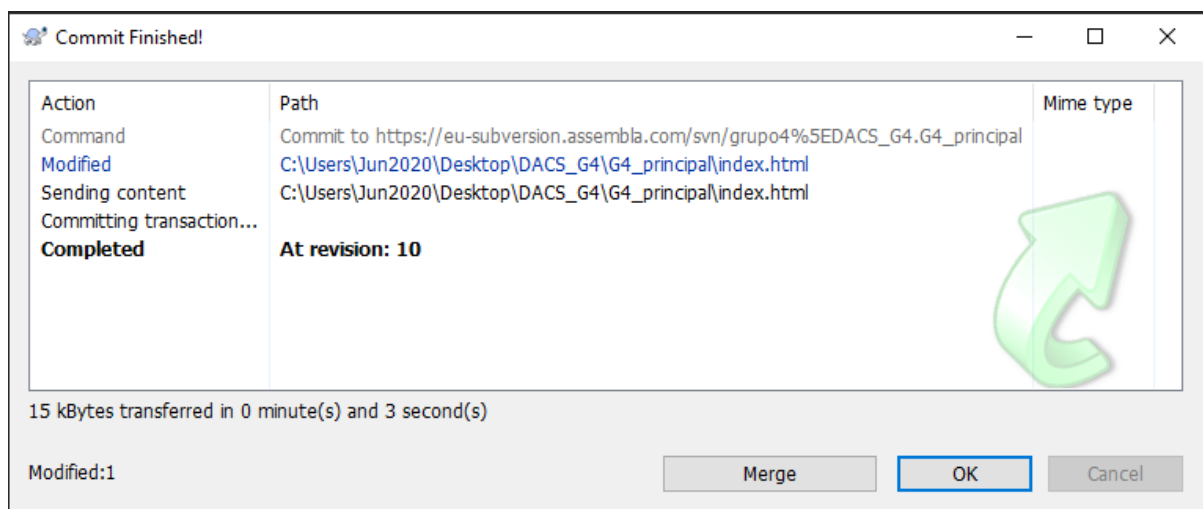 Commit Finished!
Action Path Mime type
Command Commit to https://eu-subversion.assembla.com/svn/grupo4%5EDACS_G4.G4_principal
Modified C:\Users\Jun2020\Desktop\DACS_G4\G4_principal\index.html
Sending content C:\Users\Jun2020\Desktop\DACS_G4\G4_principal\index.html
Committing transaction...
Completed At revision: 10
15 kBytes transferred in 0 minute(s) and 3 second(s)
Modified:1 Merge OK Cancel